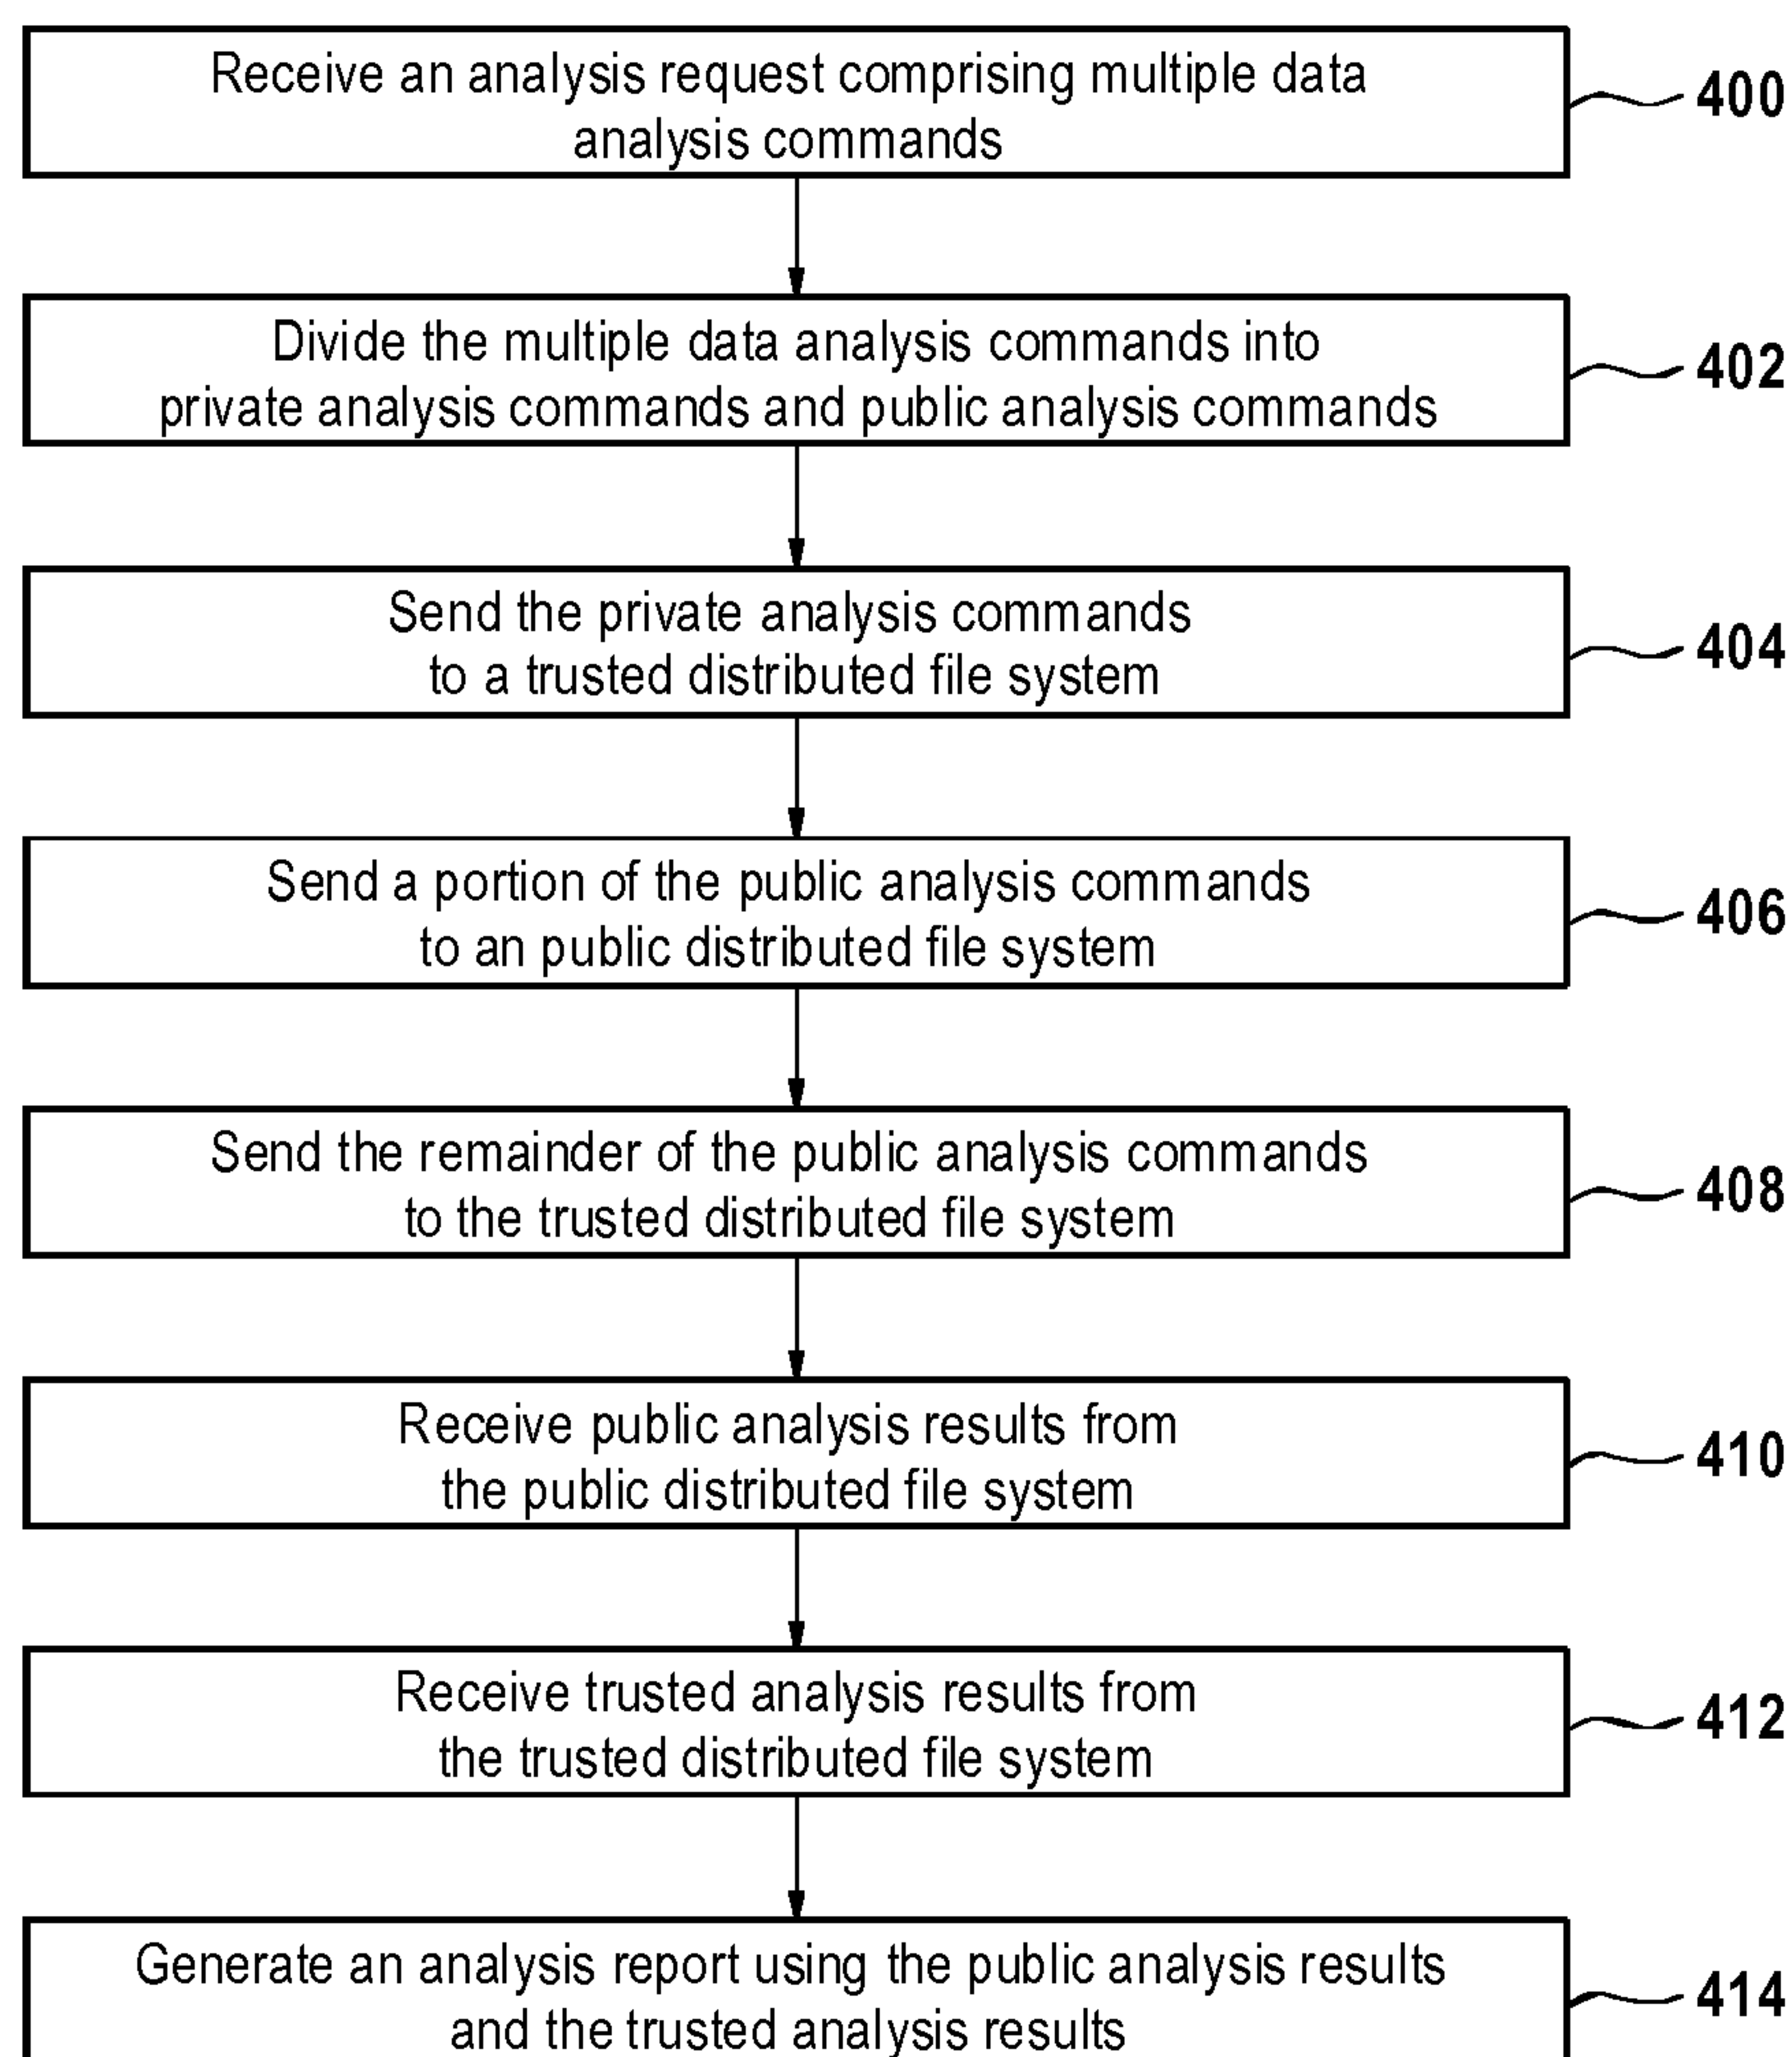 Receive an analysis request comprising multiple data
analysis commands
400
Divide the multiple data analysis commands into
private analysis commands and public analysis commands
402
Send the private analysis commands
to a trusted distributed file system
404
Send a portion of the public analysis commands
to an public distributed file system
406
Send the remainder of the public analysis commands
to the trusted distributed file system
408
Receive public analysis results from
the public distributed file system
410
Receive trusted analysis results from
the trusted distributed file system
412
Generate an analysis report using the public analysis results
and the trusted analysis results
414